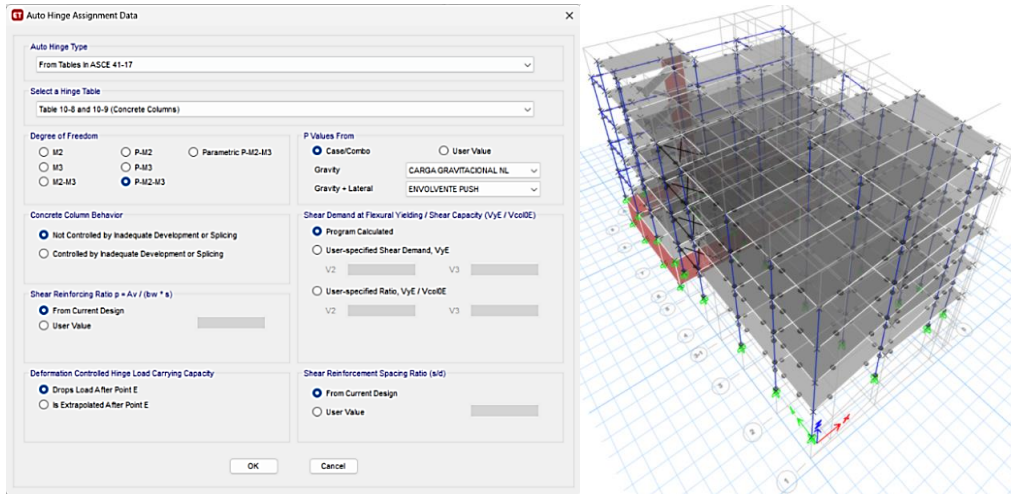 Auto Hinge Assignment Data
Auto Hinge Type
From Tables In ASCE 41-17
Select a Hinge Table
Table 10-8 and 10-9 (Concrete Columns)
Degree of Freedom
M2
P-M2
Parametric P-M2-M3
M3
P-M3
M2-M3
P-M2-M3
P Values From
Case/Combo
User Value
Gravity
CARGA GRAVITACIONAL NL
Gravity + Lateral
ENVOLVENTE PUSH
Concrete Column Behavior
Not Controlled by Inadequate Development or Splicing
Controlled by Inadequate Development or Splicing
Shear Demand at Flexural Yielding / Shear Capacity (VyE / Vcol0E)
Program Calculated
User-specified Shear Demand, VyE
V2
V3
User-specified Ratio, VyE / Vcol0E
V2
V3
Shear Reinforcing Ratio p = Av / (bw * s)
From Current Design
User Value
Deformation Controlled Hinge Load Carrying Capacity
Drops Load After Point E
Is Extrapolated After Point E
Shear Reinforcement Spacing Ratio (s/d)
From Current Design
User Value
OK
Cancel